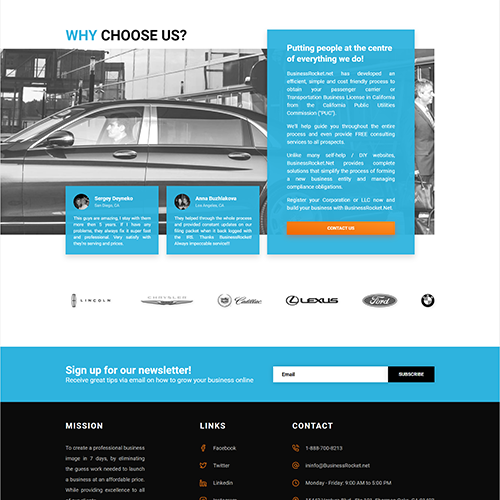 WHY CHOOSE US?
Putting people at the centre
of everything we do!
BusinessRocket.net has developed an
efficient, simple and cost friendly process to
obtain your passenger carrier or
Transportation Business License in California
from the California Public Utilities
Commission ("PUC").
We'll help guide you throughout the entire
process and even provide FREE consulting
services to all prospects.
Unlike many self-help / DIY websites,
BusinessRocket.Net provides complete
solutions that simplify the process of forming
a new business entity and managing
compliance obligations.
Register your Corporation or LLC now and
build your business with BusinessRocket.Net.
CONTACT US
Sergey Deyneko
San Diego, CA
This guys are amazing, I stay with them
more than 5 years. If I have any
problems, they always fix it super fast
and professional. Very satisfy with
they're serving and prices.
Anna Buzhlakova
Los Angeles, CA
They helped through the whole process
and provided constant updates on our
filing packet when it back logged with
the IRS. Thanks BusinessRocket!
Always impeccable service!!!
LINCOLN
CHRYSLER
Cadillac
LEXUS
Ford
BMW
Sign up for our newsletter!
Receive great tips via email on how to grow your business online
Email
SUBSCRIBE
MISSION
To create a professional business
image in 7 days, by eliminating
the guess work needed to launch
a business at an affordable price.
While providing excellence to all
LINKS
Facebook
Twitter
Linkedin
CONTACT
1-888-700-8213
ininfo@BusinessRocket.net
Monday - Friday: 9:00 AM to 5:00 PM